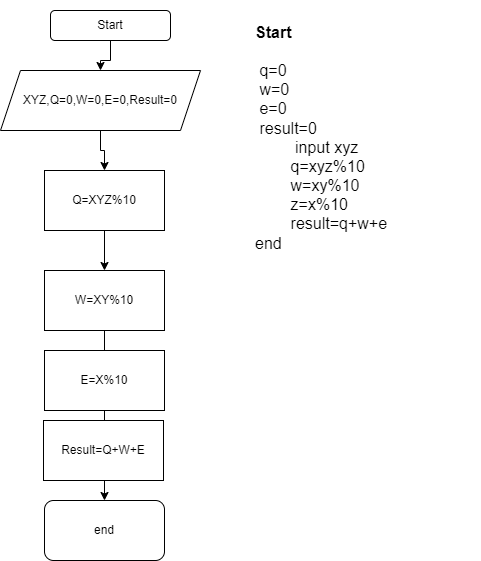 Start
XYZ,Q=0,W=0,E=0,Result=0
Q=XYZ%10
W=XY%10
E=X%10
Result=Q+W+E
end
Start
q=0
w=0
e=0
result=0
input xyz
q=xyz%10
w=xy%10
z=x%10
result=q+w+e
end